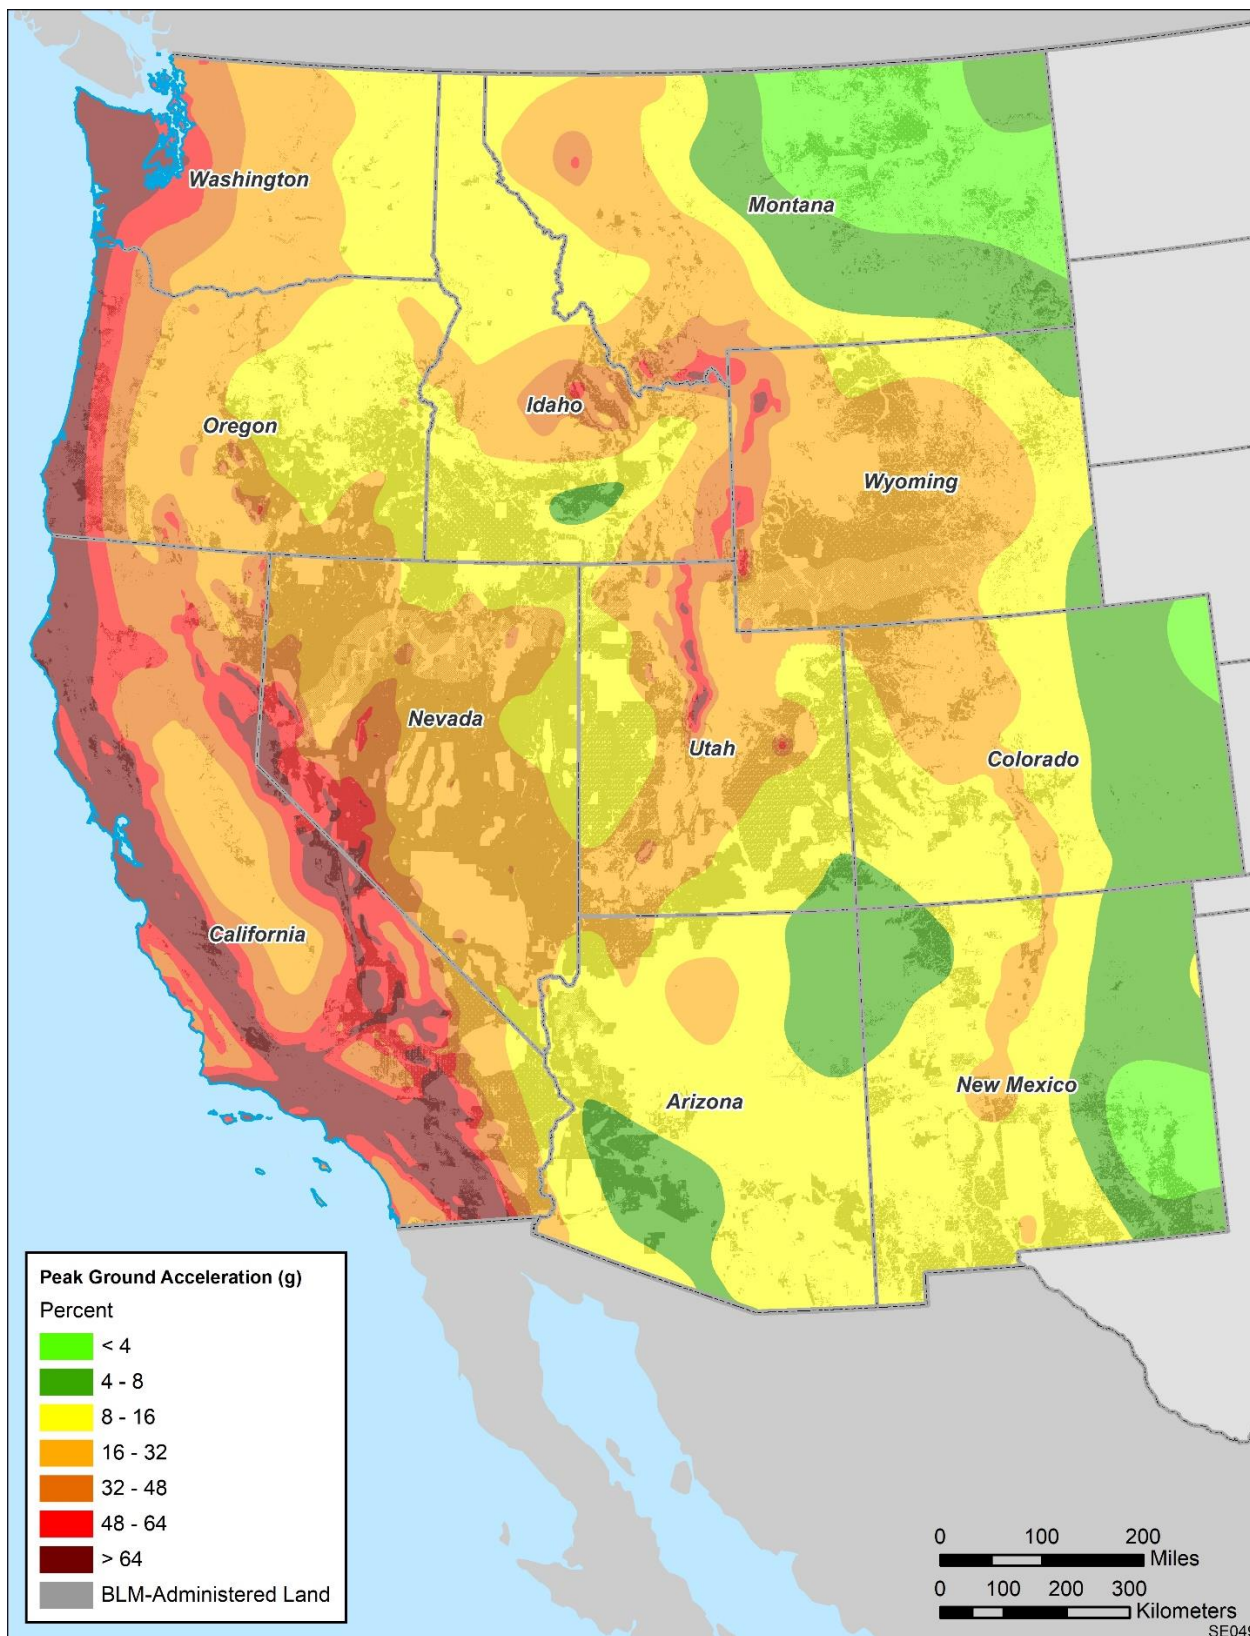 Washington
Montana
Oregon
Idaho
Wyoming
Nevada
Utah
Colorado
California
Arizona
New Mexico
Peak Ground Acceleration (g)
Percent
< 4
4 - 8
8 - 16
16 - 32
32 - 48
48 - 64
> 64
BLM-Administered Land
0 100 200
Miles
0 100 200 300
Kilometers